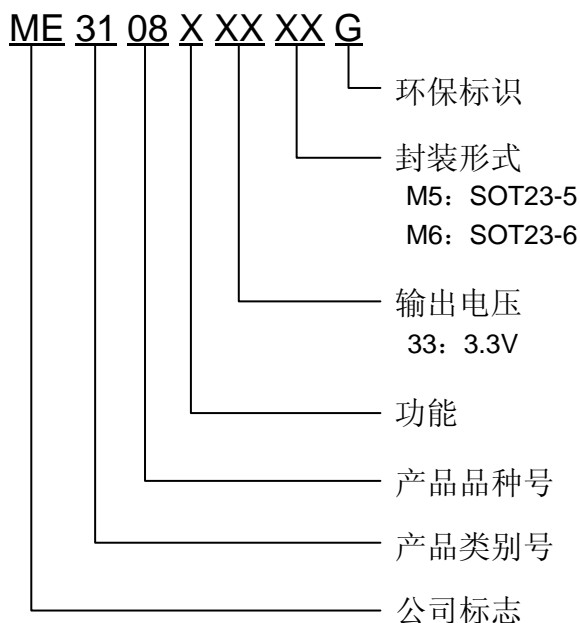 ME 31 08 X XX XX G
环保标识
封装形式
M5：SOT23-5
M6：SOT23-6
输出电压
33：3.3V
功能
产品品种号
产品类别号
公司标志